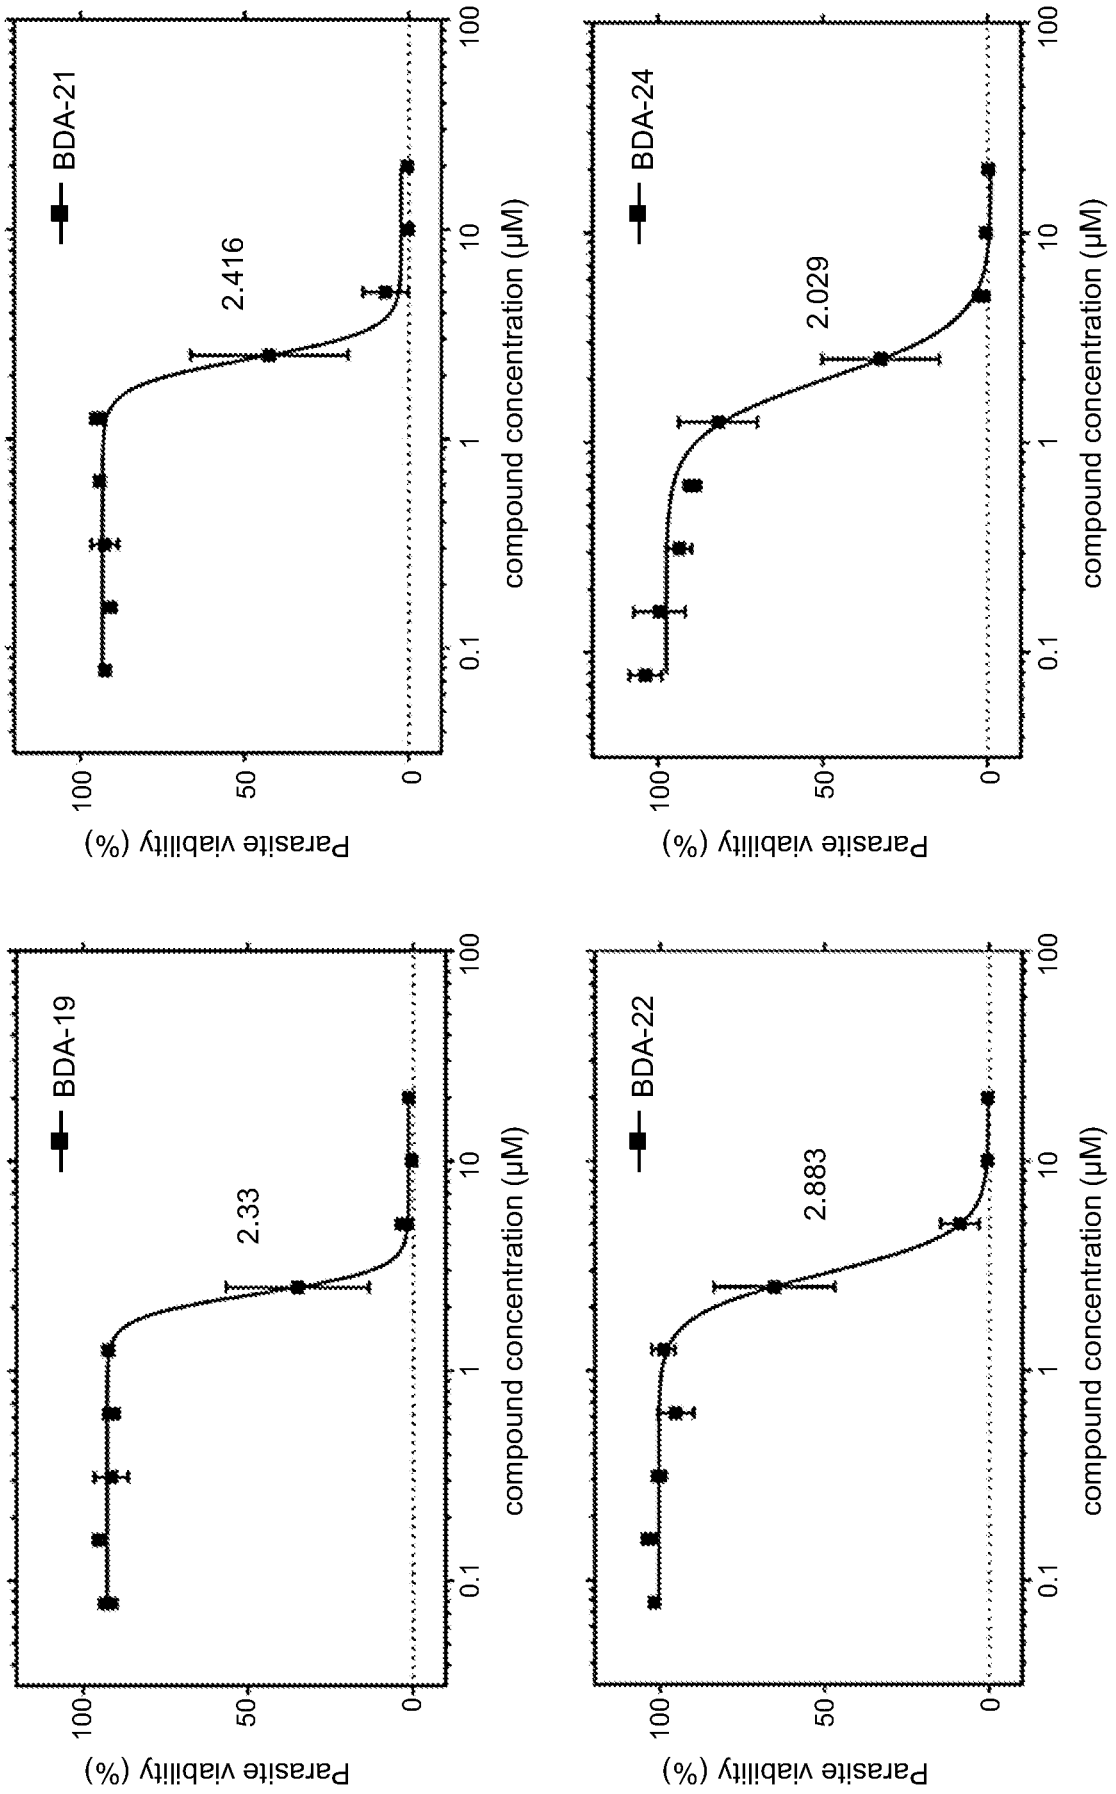 BDA-19
2.33
Parasite viability (%)
100
50
0
0.1
1
10
100
compound concentration (µM)
BDA-21
2.416
Parasite viability (%)
100
50
0
0.1
1
10
100
compound concentration (µM)
BDA-22
2.883
Parasite viability (%)
100
50
0
0.1
1
10
100
compound concentration (µM)
BDA-24
2.029
Parasite viability (%)
100
50
0
0.1
1
10
100
compound concentration (µM)